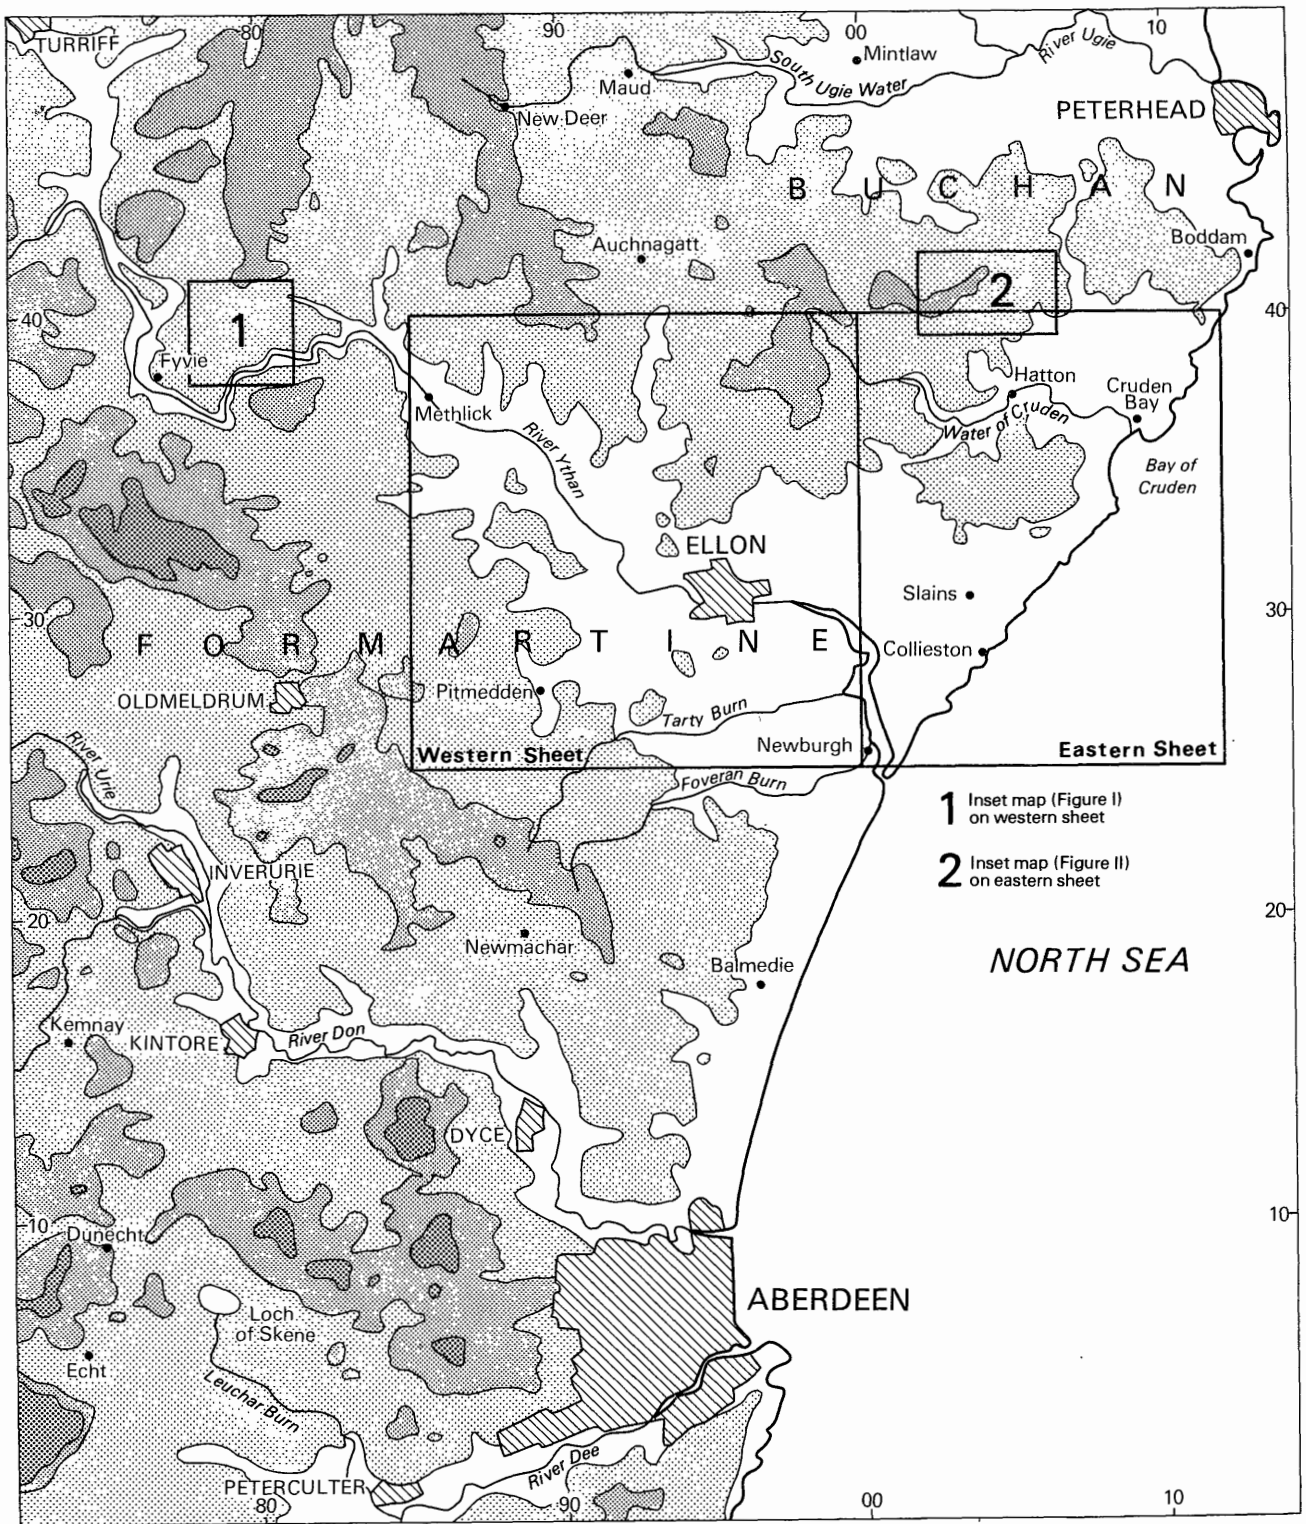 80
90
00
10
TURRIFF
Mintlaw
River Ugie
South Ugie Water
Maud
New Deer
PETERHEAD
BUCHAN
Boddam
Auchnagatt
1
2
40
40
Fyvie
Methlick
River Ythan
Hatton
Cruden
Bay
Water of Cruden
Bay of
Cruden
ELLON
Slains
30
30
FORMARTINE
Collieston
OLDMELDRUM
Pitmedden
Tarty Burn
Newburgh
Western Sheet
Eastern Sheet
River Urie
Foveran Burn
1 Inset map (Figure I)
on western sheet
2 Inset map (Figure II)
on eastern sheet
INVERURIE
20
20
Newmachar
Balmedie
NORTH SEA
Kemnay
KINTORE
River Don
DYCE
10
10
Dunecht
ABERDEEN
Loch
of Skene
Echt
Leuchar Burn
River Dee
PETERCULTER
80
90
00
10